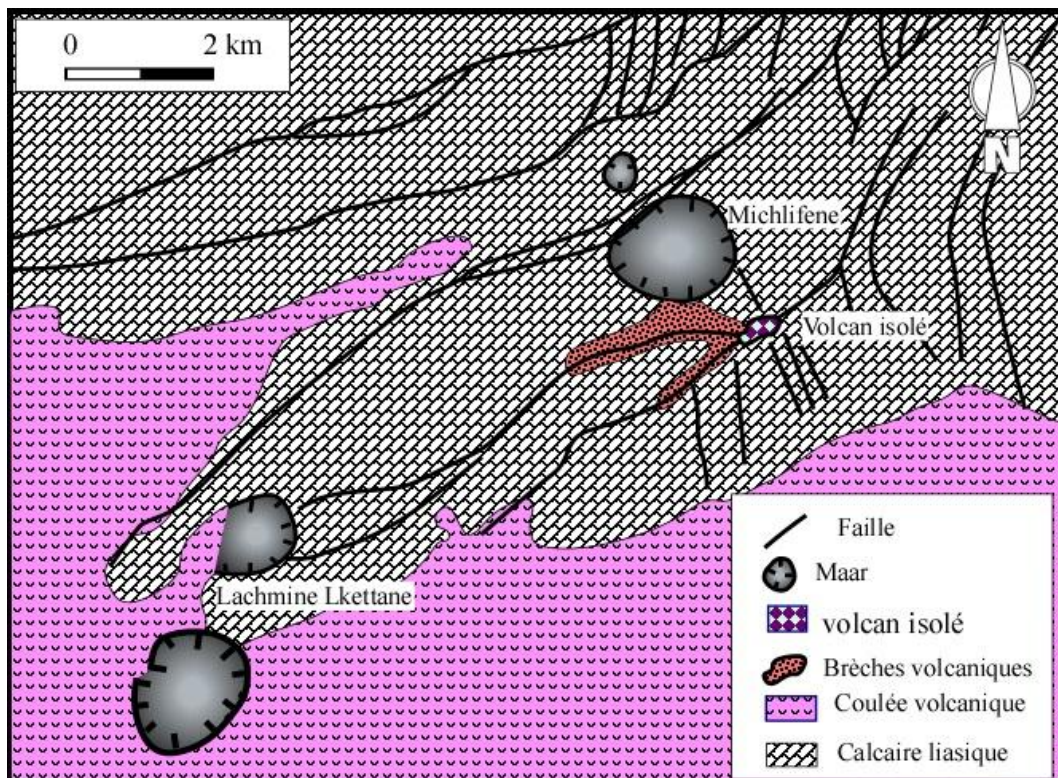 0 2 km
N
Michlifene
Volcan isolé
Lachmine Lkettane
Faille
Maar
volcan isolé
Brèches volcaniques
Coulée volcanique
Calcaire liasique